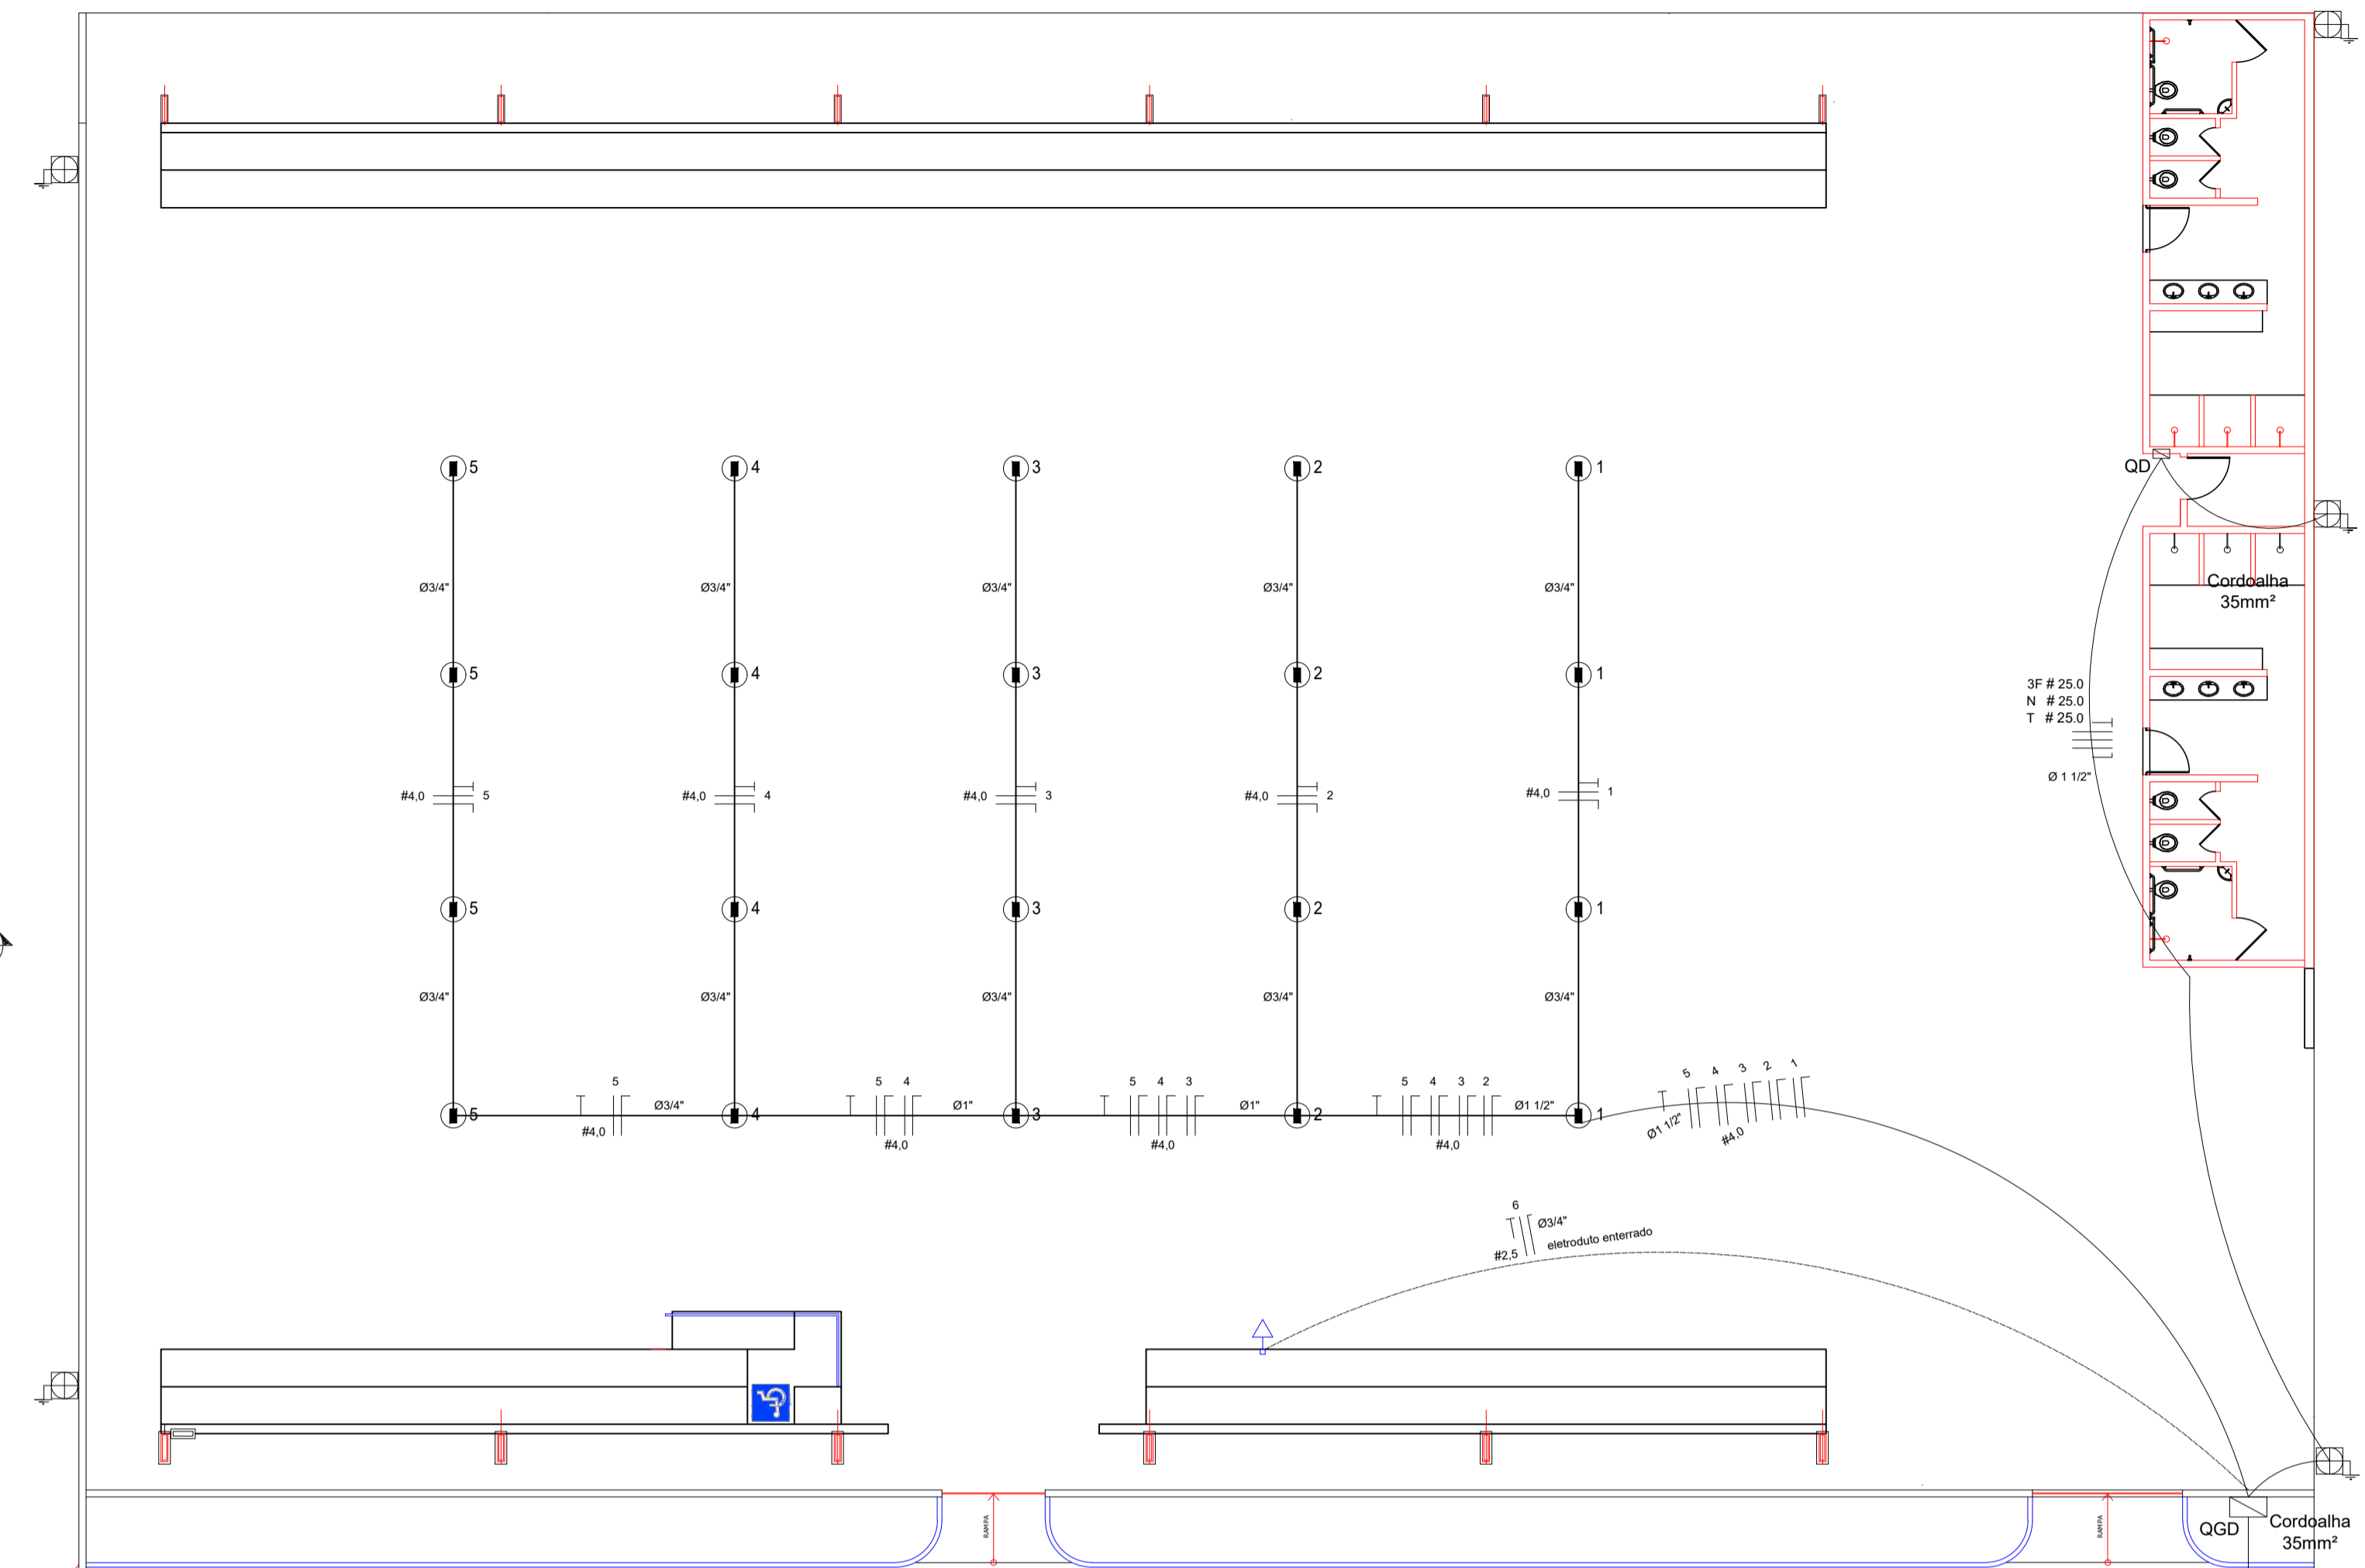 QD
5 4 3 2 1
Ø3/4" Ø3/4" Ø3/4" Ø3/4" Ø3/4"
Cordoalha
35mm²
5 4 3 2 1
3F # 25.0
N # 25.0
T # 25.0
Ø 1 1/2"
#4,0 5 #4,0 4 #4,0 3 #4,0 2 #4,0 1
5 4 3 2 1
Ø3/4" Ø3/4" Ø3/4" Ø3/4" Ø3/4"
5 5 4 5 4 3 5 4 3 2 5 4 3 2 1
Ø3/4" Ø1" Ø1" Ø1 1/2" Ø1 1/2"
5 4 3 2 1
#4,0 #4,0 #4,0 #4,0 #4,0
6
Ø3/4"
#2,5 eletroduto enterrado
RAMPA RAMPA
QGD
Cordoalha
35mm²